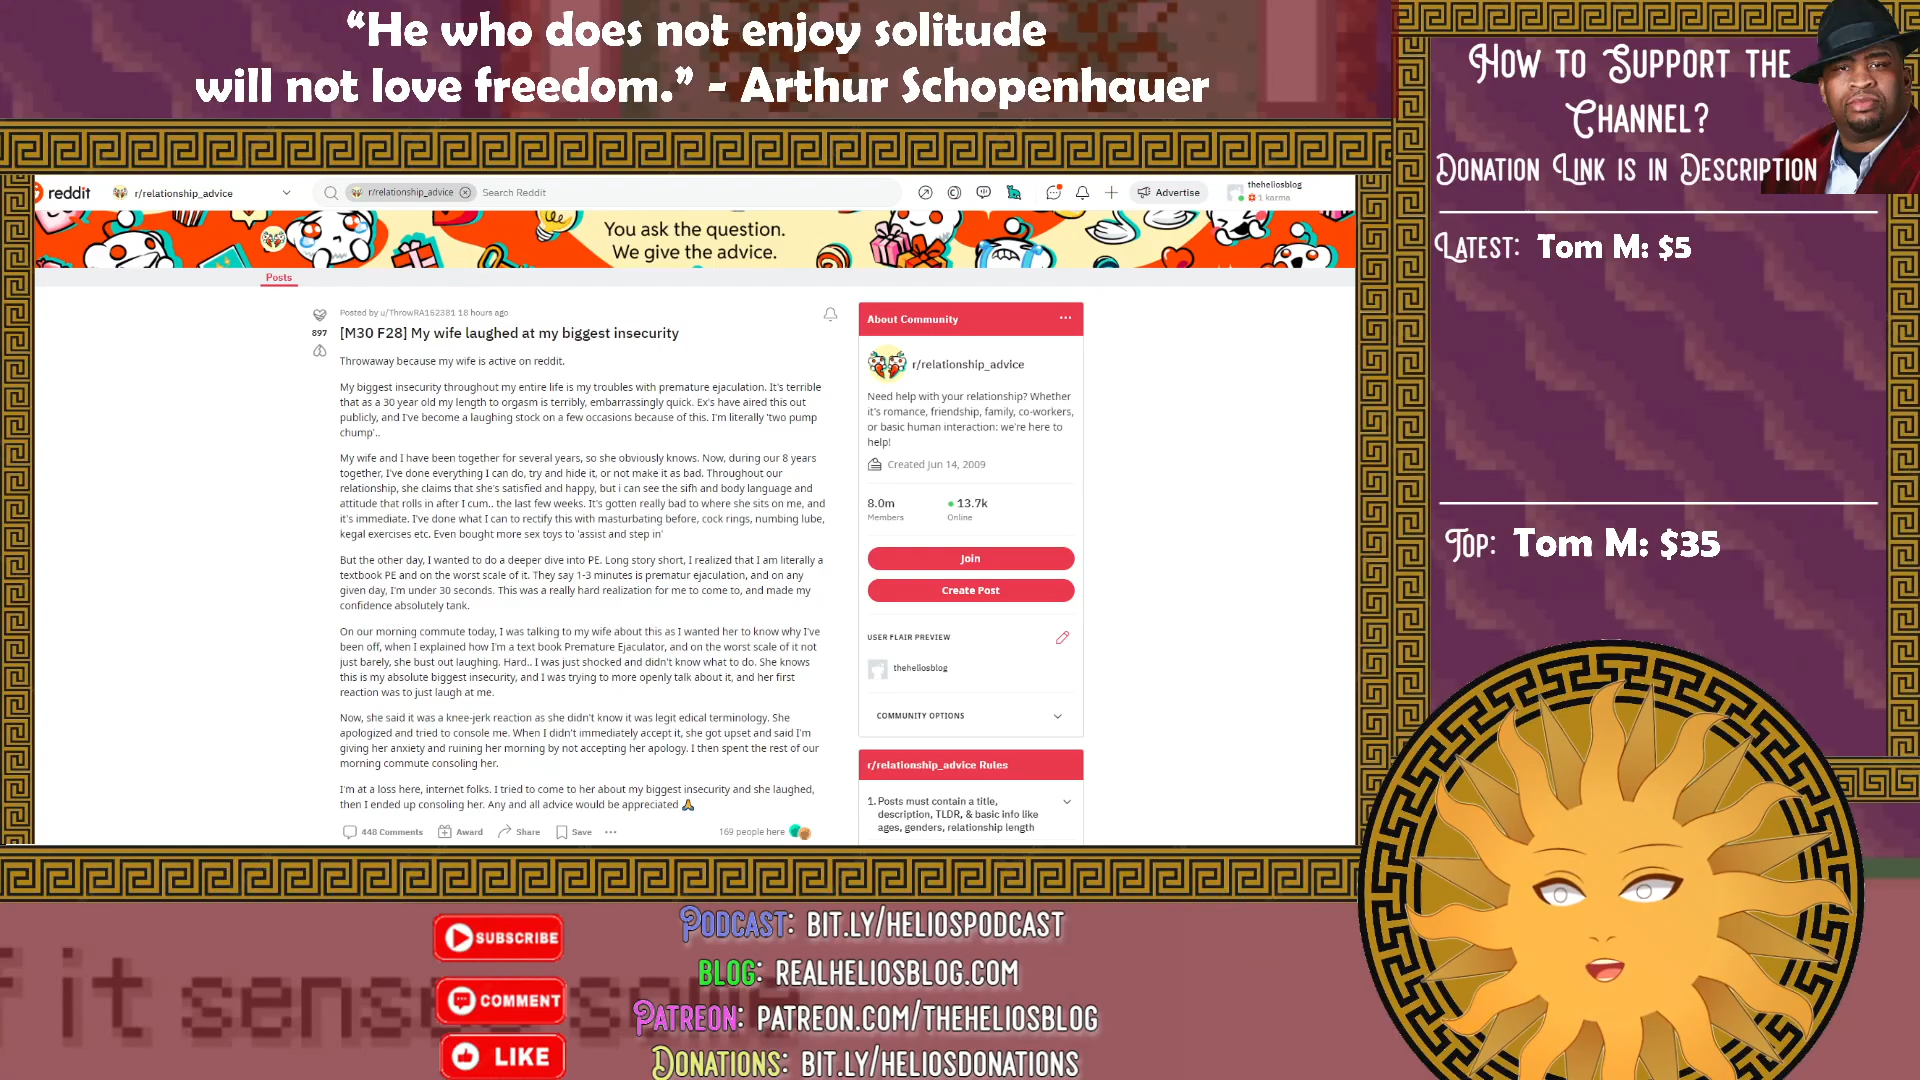 “He who does not enjoy solitude
will not love freedom.” - Arthur Schopenhauer
How to Support the
Channel?
Donation Link is in Description
Latest: Tom M: $5
Top: Tom M: $35
reddit
r/relationship_advice
r/relationship_advice
Search Reddit
Advertise
theheliosblog
1 karma
You ask the question.
We give the advice.
Posts
Posted by u/ThrowRA152381 18 hours ago
897
[M30 F28] My wife laughed at my biggest insecurity
Throwaway because my wife is active on reddit.
My biggest insecurity throughout my entire life is my troubles with premature ejaculation. It's terrible
that as a 30 year old my length to orgasm is terribly, embarrassingly quick. Ex's have aired this out
publicly, and I've become a laughing stock on a few occasions because of this. I'm literally 'two pump
chump'..
My wife and I have been together for several years, so she obviously knows. Now, during our 8 years
together, I've done everything I can do, try and hide it, or not make it as bad. Throughout our
relationship, she claims that she's satisfied and happy, but i can see the sifh and body language and
attitude that rolls in after I cum.. the last few weeks. It's gotten really bad to where she sits on me, and
it's immediate. I've done what I can to rectify this with masturbating before, cock rings, numbing lube,
kegal exercises etc. Even bought more sex toys to 'assist and step in'
But the other day, I wanted to do a deeper dive into PE. Long story short, I realized that I am literally a
textbook PE and on the worst scale of it. They say 1-3 minutes is prematur ejaculation, and on any
given day, I'm under 30 seconds. This was a really hard realization for me to come to, and made my
confidence absolutely tank.
On our morning commute today, I was talking to my wife about this as I wanted her to know why I've
been off, when I explained how I'm a text book Premature Ejaculator, and on the worst scale of it not
just barely, she bust out laughing. Hard.. I was just shocked and didn't know what to do. She knows
this is my absolute biggest insecurity, and I was trying to more openly talk about it, and her first
reaction was to just laugh at me.
Now, she said it was a knee-jerk reaction as she didn't know it was legit edical terminology. She
apologized and tried to console me. When I didn't immediately accept it, she got upset and said I'm
giving her anxiety and ruining her morning by not accepting her apology. I then spent the rest of our
morning commute consoling her.
I'm at a loss here, internet folks. I tried to come to her about my biggest insecurity and she laughed,
then I ended up consoling her. Any and all advice would be appreciated 🙏
448 Comments Award Share Save 169 people here
About Community
r/relationship_advice
Need help with your relationship? Whether
it's romance, friendship, family, co-workers,
or basic human interaction: we're here to
help!
Created Jun 14, 2009
8.0m 13.7k
Members Online
Join
Create Post
USER FLAIR PREVIEW
theheliosblog
COMMUNITY OPTIONS
r/relationship_advice Rules
1. Posts must contain a title,
description, TLDR, & basic info like
ages, genders, relationship length
SUBSCRIBE
COMMENT
LIKE
Podcast: bit.ly/heliospodcast
Blog: realheliosblog.com
Patreon: patreon.com/theheliosblog
Donations: bit.ly/heliosdonations